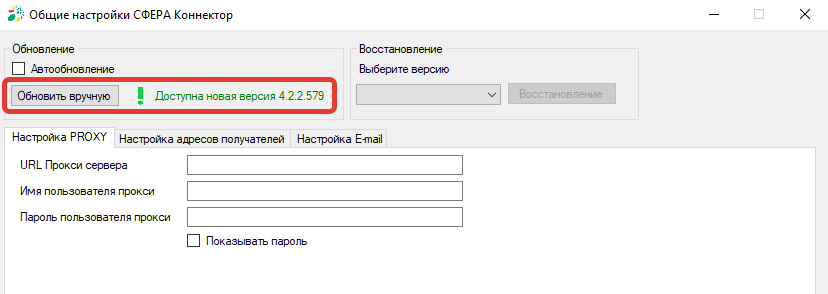 Общие настройки СФЕРА Коннектор
Обновление
Автообновление
Обновить вручную
Доступна новая версия 4.2.2.579
Восстановление
Выберите версию
Восстановление
Настройка PROXY
Настройка адресов получателей
Настройка E-mail
URL Прокси сервера
Имя пользователя прокси
Пароль пользователя прокси
Показывать пароль